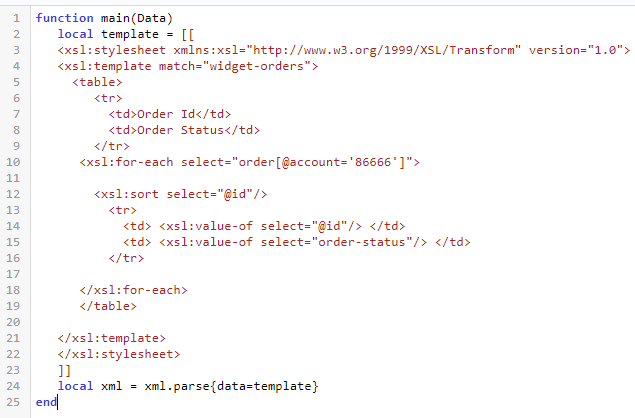 1 function main(Data)
2 local template = [[
3 <xsl:stylesheet xmlns:xsl="http://www.w3.org/1999/XSL/Transform" version="1.0">
4 <xsl:template match="widget-orders">
5 <table>
6 <tr>
7 <td>Order Id</td>
8 <td>Order Status</td>
9 </tr>
10 <xsl:for-each select="order[@account='86666']">
11
12 <xsl:sort select="@id"/>
13 <tr>
14 <td> <xsl:value-of select="@id"/> </td>
15 <td> <xsl:value-of select="order-status"/> </td>
16 </tr>
17
18 </xsl:for-each>
19 </table>
20
21 </xsl:template>
22 </xsl:stylesheet>
23 ]]
24 local xml = xml.parse{data=template}
25 end